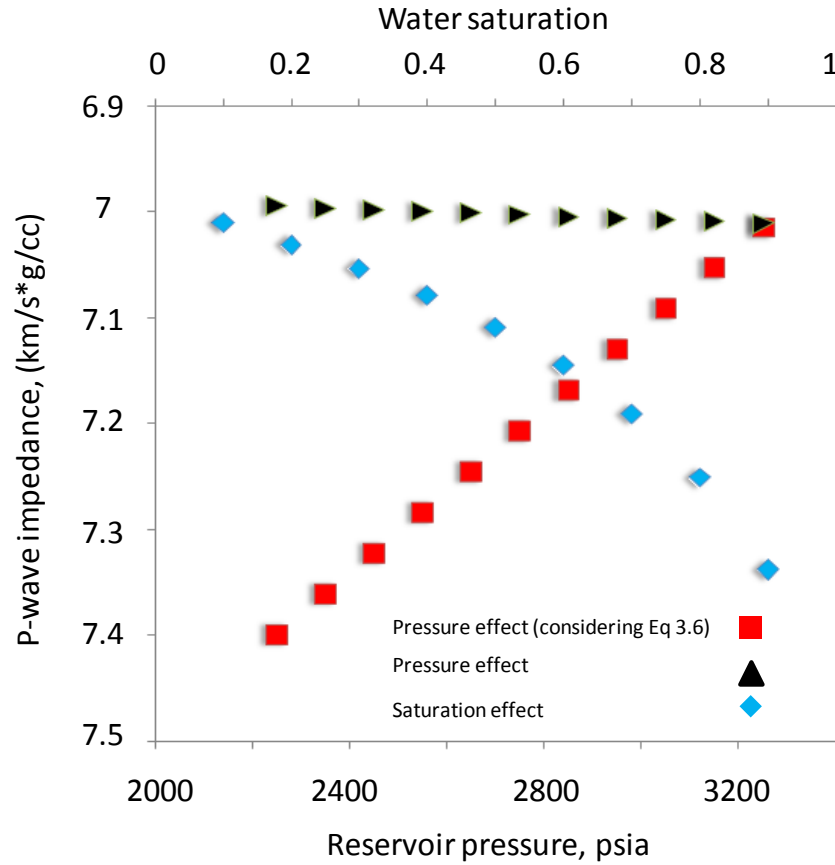 Water saturation
0 0.2 0.4 0.6 0.8 1
6.9
7
7.1
7.2
7.3
7.4
7.5
P-wave impedance, (km/s*g/cc)
Pressure effect (considering Eq 3.6)
Pressure effect
Saturation effect
2000 2400 2800 3200
Reservoir pressure, psia